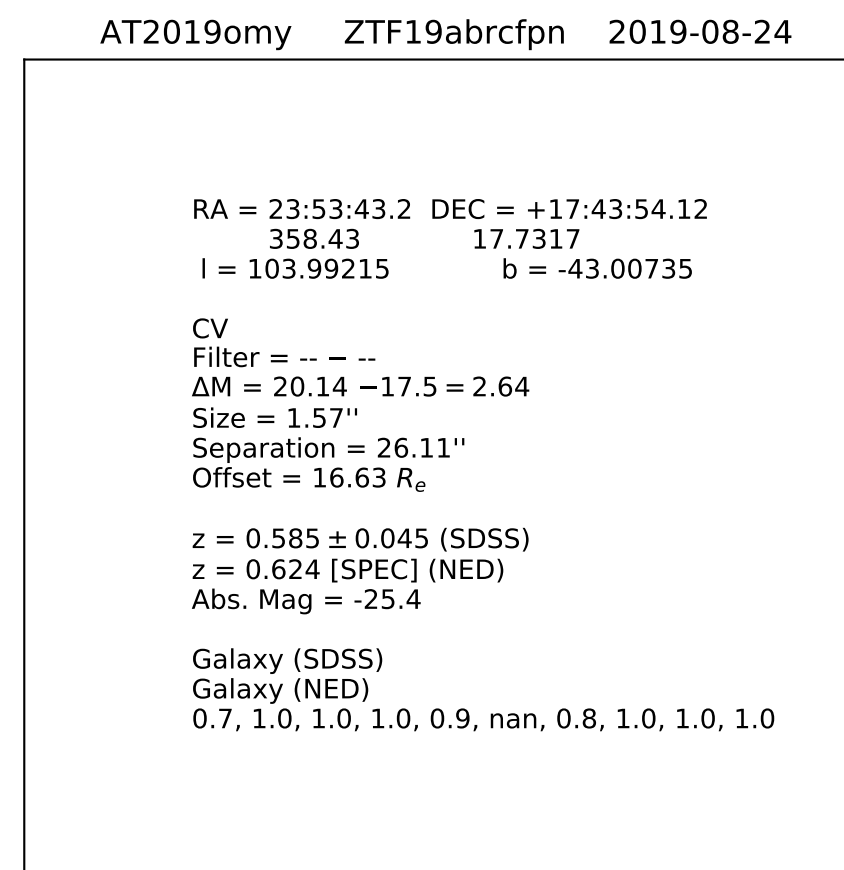 AT2019omy ZTF19abrcfpn 2019-08-24
RA = 23:53:43.2 DEC = +17:43:54.12
358.43 17.7317
l = 103.99215 b = -43.00735
CV
Filter = -- − --
ΔM = 20.14 −17.5 = 2.64
Size = 1.57''
Separation = 26.11''
Offset = 16.63 Rₑ
z = 0.585 ± 0.045 (SDSS)
z = 0.624 [SPEC] (NED)
Abs. Mag = -25.4
Galaxy (SDSS)
Galaxy (NED)
0.7, 1.0, 1.0, 1.0, 0.9, nan, 0.8, 1.0, 1.0, 1.0